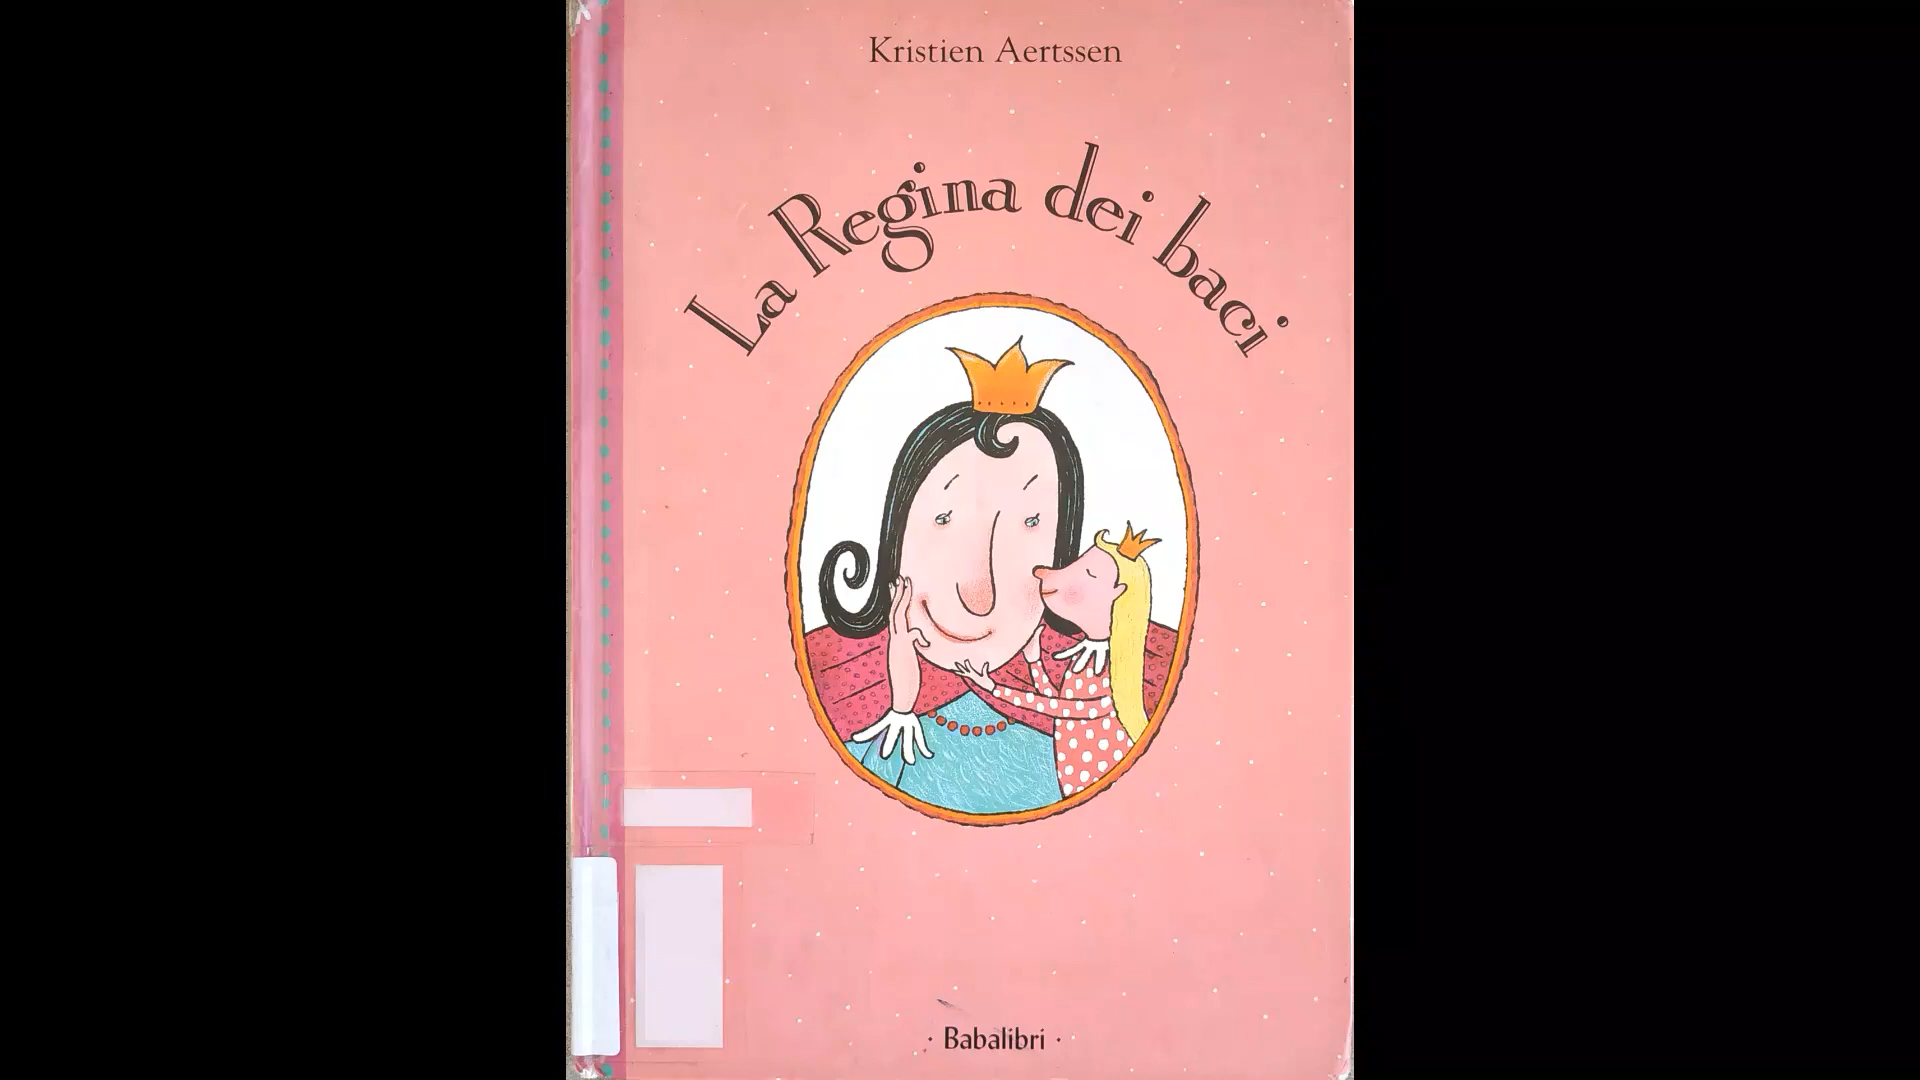 Kristien Aertssen
La Regina dei baci
· Babalibri ·